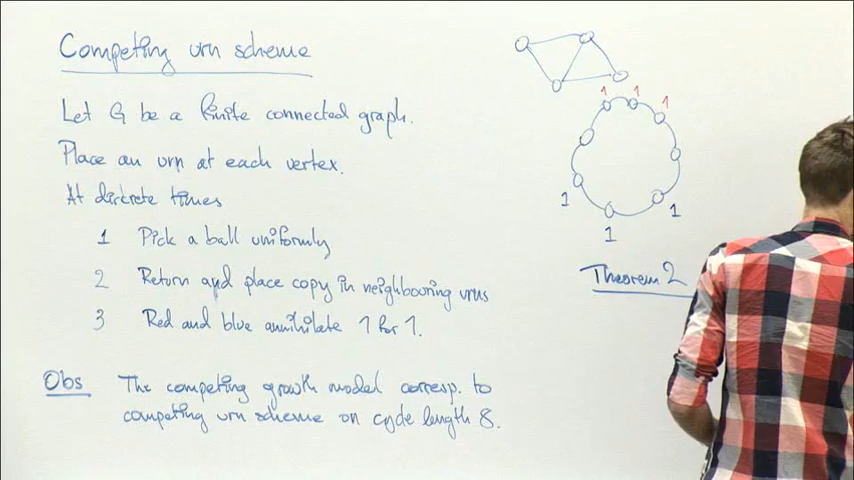 Competing urn scheme
Let G be a finite connected graph.
Place an urn at each vertex.
At discrete times
1 Pick a ball uniformly
2 Return and place copy in neighbouring urns
3 Red and blue annihilate 1 for 1.
Obs The competing growth model corresp. to
competing urn scheme on cycle length 8.
1 1 1
1 1 1
Theorem 2